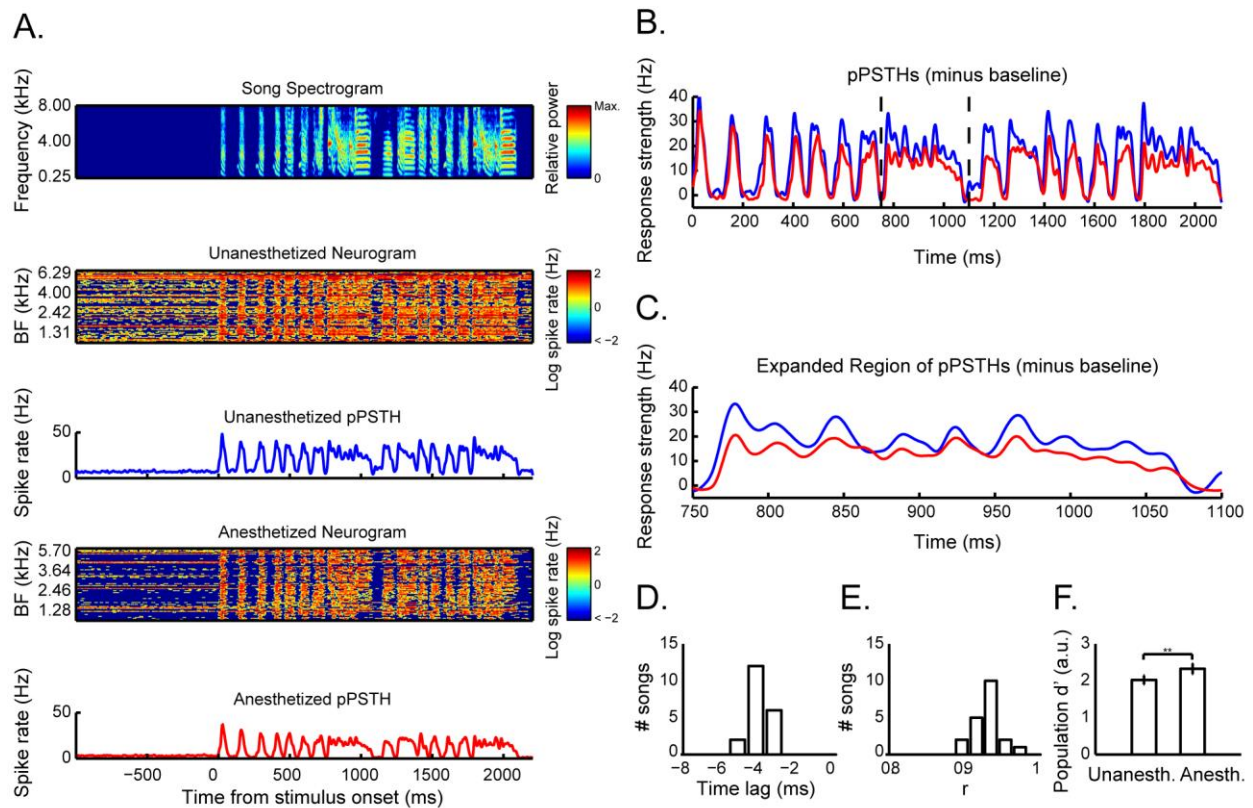 A.
Song Spectrogram
Frequency (kHz)
8.00
4.00
0.25
Max.
0
Relative power
Unanesthetized Neurogram
BF (kHz)
6.29
4.00
2.42
1.31
2
0
< −2
Log spike rate (Hz)
Unanesthetized pPSTH
Spike rate (Hz)
50
0
Anesthetized Neurogram
BF (kHz)
5.70
3.64
2.46
1.28
2
0
< −2
Log spike rate (Hz)
Anesthetized pPSTH
Spike rate (Hz)
50
0
−500 0 500 1000 1500 2000
Time from stimulus onset (ms)
B.
pPSTHs (minus baseline)
Response strength (Hz)
40
30
20
10
0
0 200 400 600 800 1000 1200 1400 1600 1800 2000
Time (ms)
C.
Expanded Region of pPSTHs (minus baseline)
Response strength (Hz)
40
30
20
10
0
750 800 850 900 950 1000 1050 1100
Time (ms)
D.
# songs
15
10
5
0
−8 −6 −4 −2 0
Time lag (ms)
E.
# songs
15
10
5
0
08 09 1
r
F.
Population d' (a.u.)
3
2
1
0
**
Unanesth. Anesth.